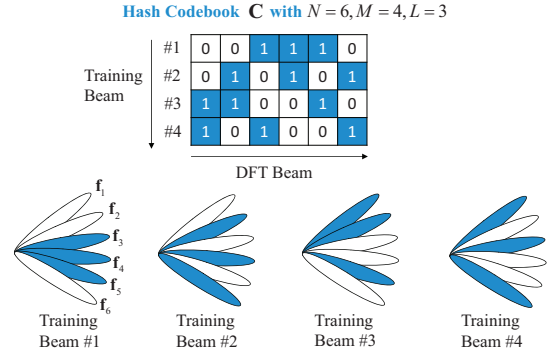 Hash Codebook C with N = 6, M = 4, L = 3
Training Beam
#1 0 0 1 1 1 0
#2 0 1 0 1 0 1
#3 1 1 0 0 1 0
#4 1 0 1 0 0 1
DFT Beam
f1
f2
f3
f4
f5
f6
Training Beam #1
Training Beam #2
Training Beam #3
Training Beam #4